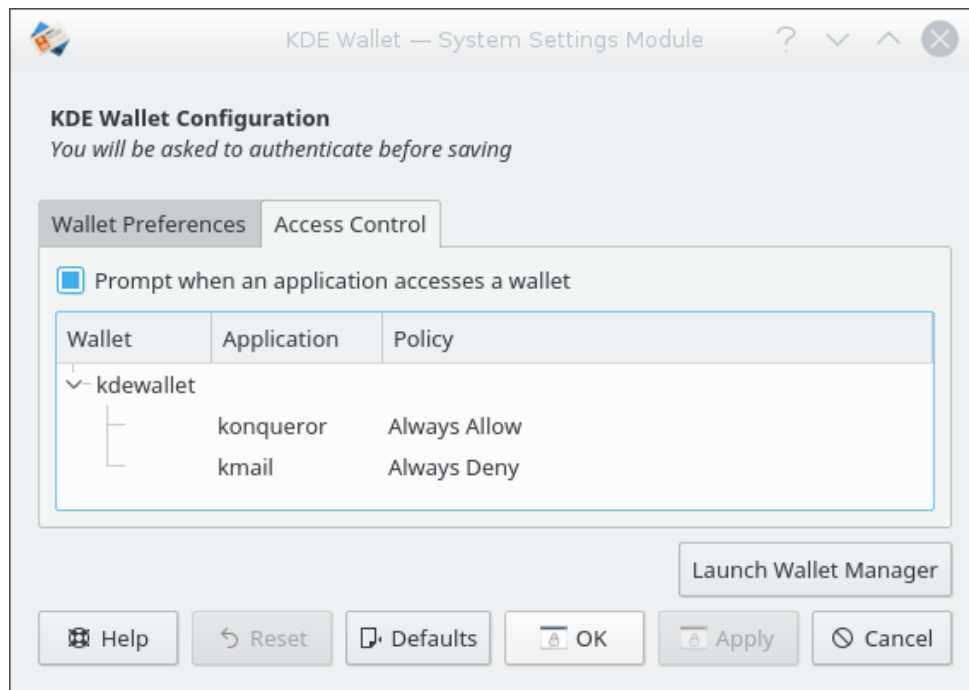 KDE Wallet — System Settings Module
KDE Wallet Configuration
You will be asked to authenticate before saving
Wallet Preferences Access Control
Prompt when an application accesses a wallet
Wallet Application Policy
kdewallet
konqueror Always Allow
kmail Always Deny
Launch Wallet Manager
Help Reset Defaults OK Apply Cancel